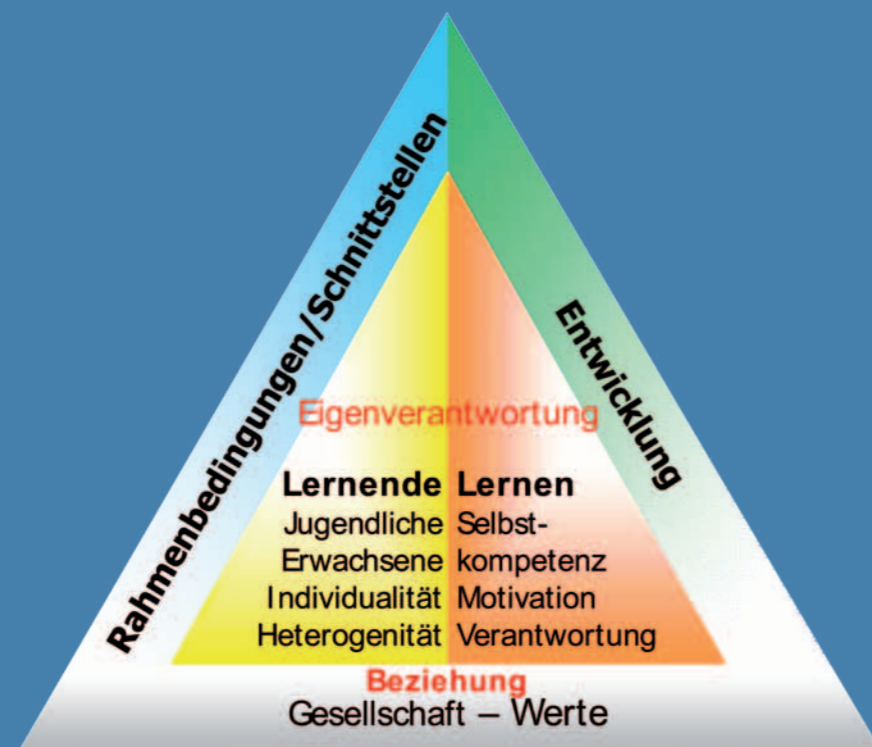 Rahmenbedingungen/Schnittstellen
Entwicklung
Eigenverantwortung
Lernende
Jugendliche
Erwachsene
Individualität
Heterogenität
Lernen
Selbst-
kompetenz
Motivation
Verantwortung
Beziehung
Gesellschaft – Werte